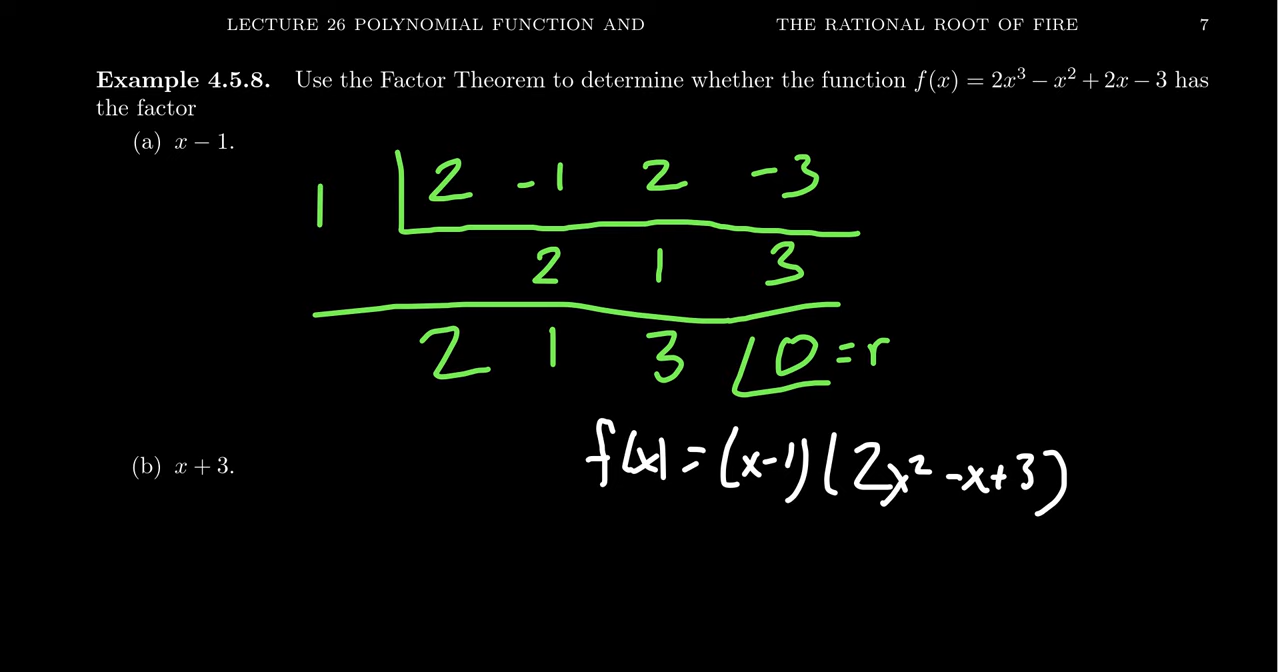 LECTURE 26 POLYNOMIAL FUNCTION AND THE RATIONAL ROOT OF FIRE 7
Example 4.5.8. Use the Factor Theorem to determine whether the function f(x) = 2x³ − x² + 2x − 3 has
the factor
(a) x − 1.
1 2 -1 2 -3
2 1 3
2 1 3 0 = r
f(x) = (x-1)(2x² -x+3)
(b) x + 3.